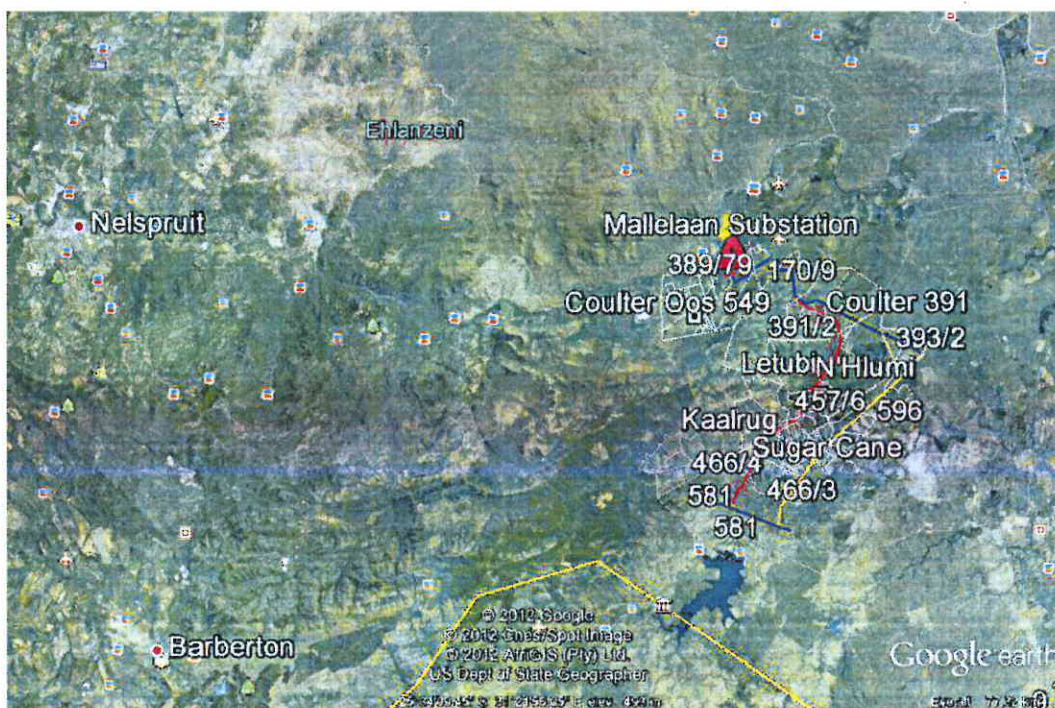 Ehlanzeni
Nelspruit
Mallelaan Substation
389/79
170/9
Coulter Ogs 549
Coulter 391
391/2
393/2
Letubi
N'Hlumi
457/6
596
Kaalrug
Sugar Cane
466/4
466/3
581
581
Barberton
© 2012 Google
© 2012 Cnes/Spot Image
© 2012 AfriGIS (Pty) Ltd.
US Dept of State Geographer
Google earth